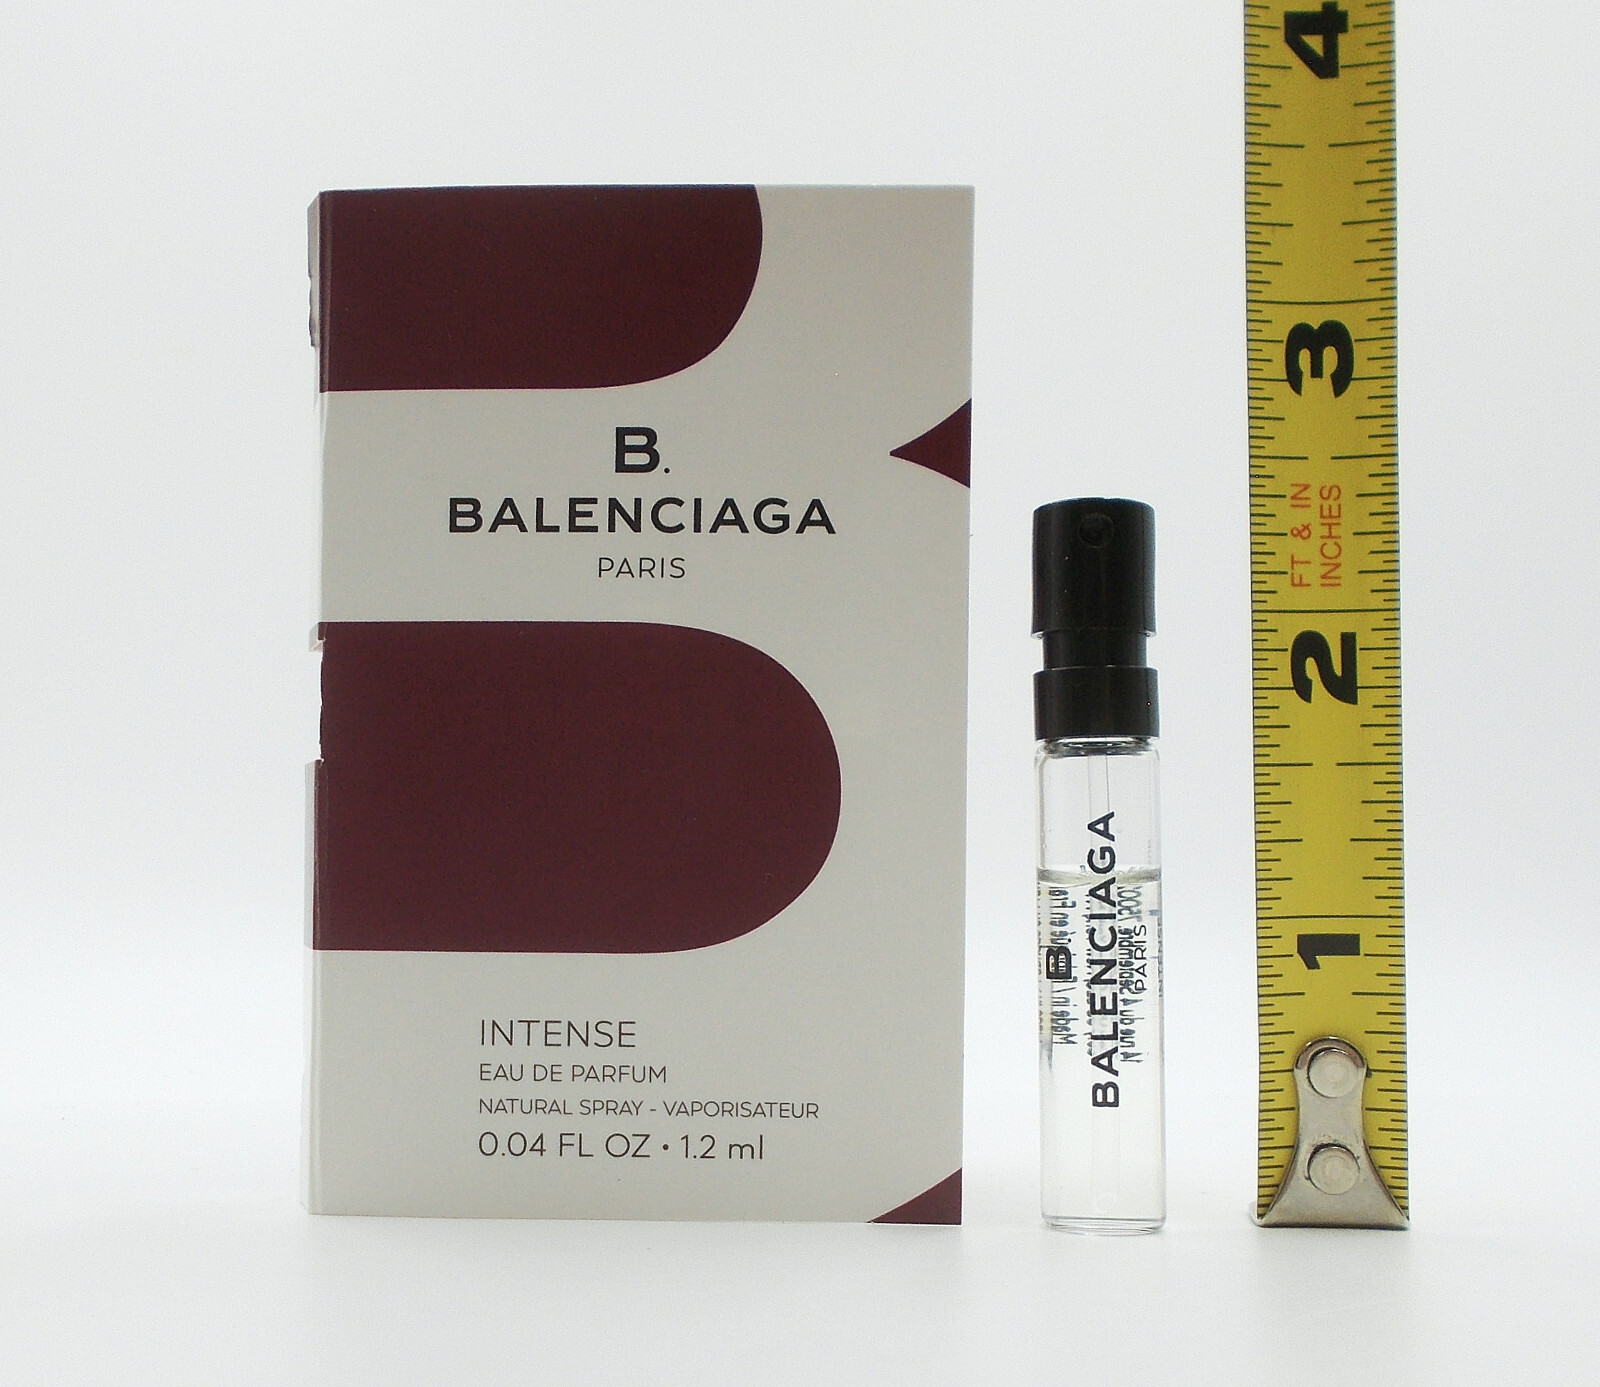 B.
BALENCIAGA
PARIS
INTENSE
EAU DE PARFUM
NATURAL SPRAY - VAPORISATEUR
0.04 FL OZ • 1.2 ml
B.
BALENCIAGA
PARIS
INTENSE
4
3
FT & IN
INCHES
2
1